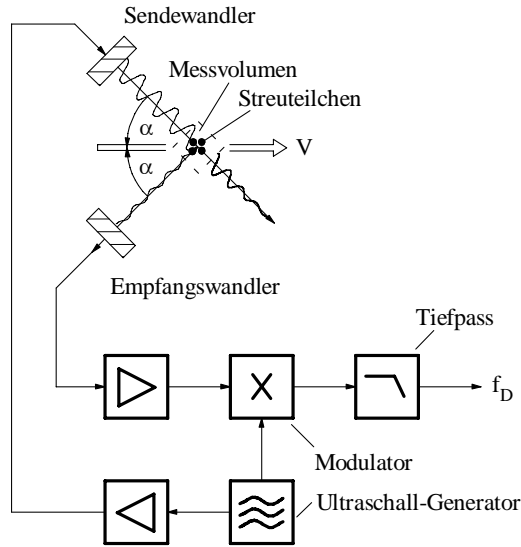 Sendewandler
Messvolumen
Streuteilchen
α
V
α
Empfangswandler
Tiefpass
X
f_D
Modulator
Ultraschall-Generator